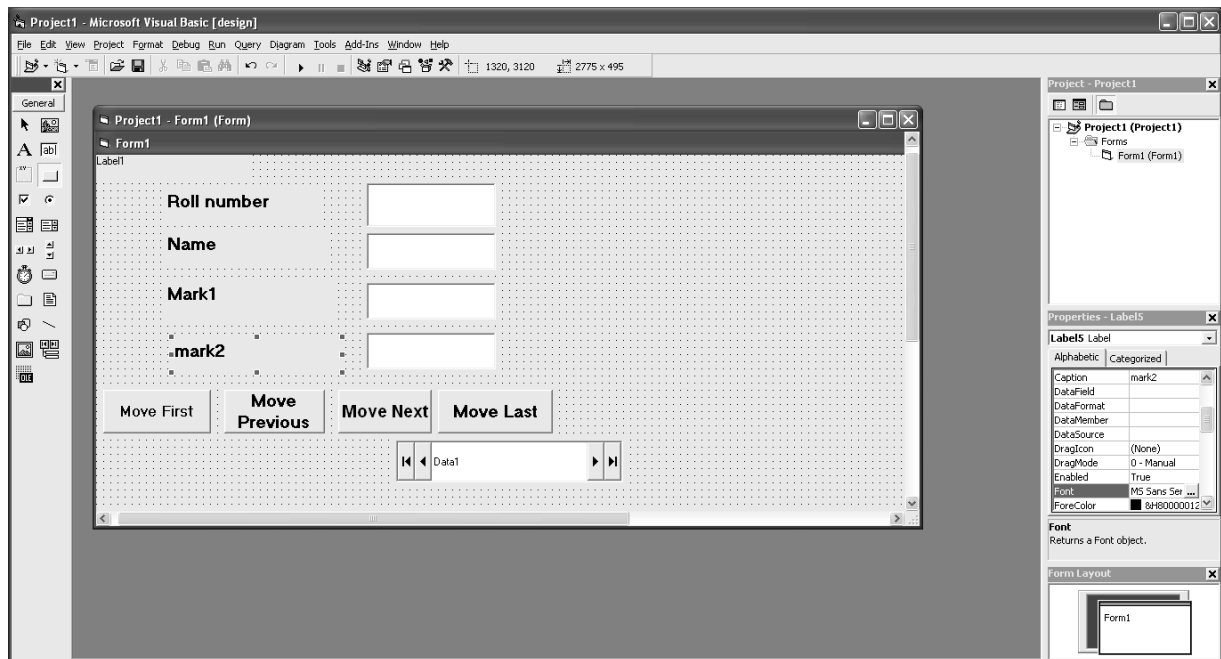 Project1 - Microsoft Visual Basic [design]
File Edit View Project Format Debug Run Query Diagram Tools Add-Ins Window Help
1320, 3120 2775 x 495
General
A ab|
xv
OLE
Project1 - Form1 (Form)
Form1
Label1
Roll number
Name
Mark1
mark2
Move First
Move
Previous
Move Next
Move Last
Data1
Project - Project1
Project1 (Project1)
Forms
Form1 (Form1)
Properties - Label5
Label5 Label
Alphabetic Categorized
Caption mark2
DataField
DataFormat
DataMember
DataSource
DragIcon (None)
DragMode 0 - Manual
Enabled True
Font MS Sans Ser ...
ForeColor &H80000012
Font
Returns a Font object.
Form Layout
Form1